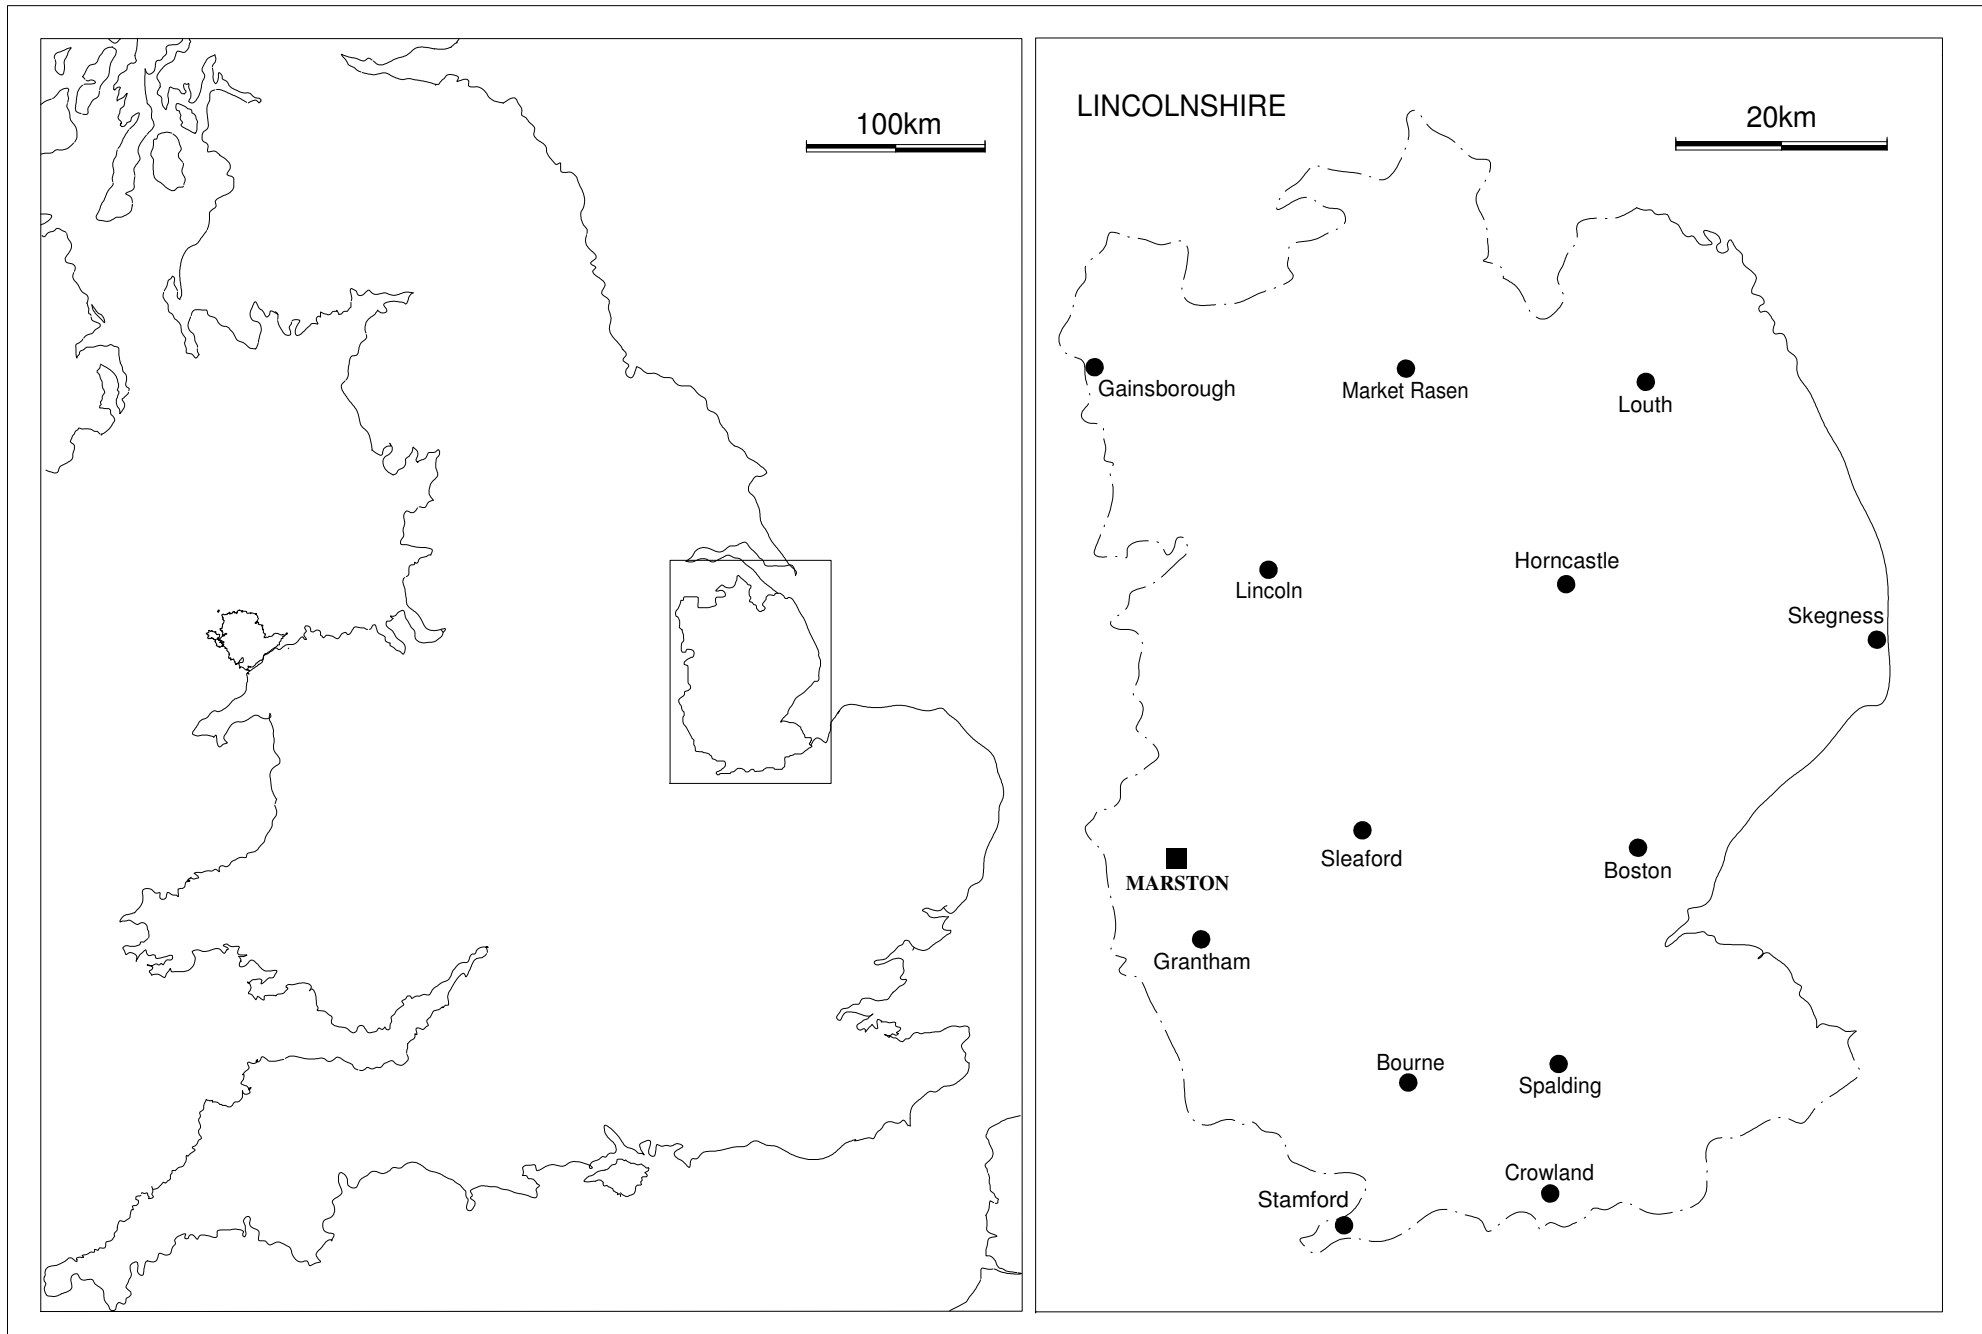 100km
LINCOLNSHIRE
20km
Gainsborough
Market Rasen
Louth
Horncastle
Lincoln
Skegness
Sleaford
Boston
MARSTON
Grantham
Bourne
Spalding
Crowland
Stamford